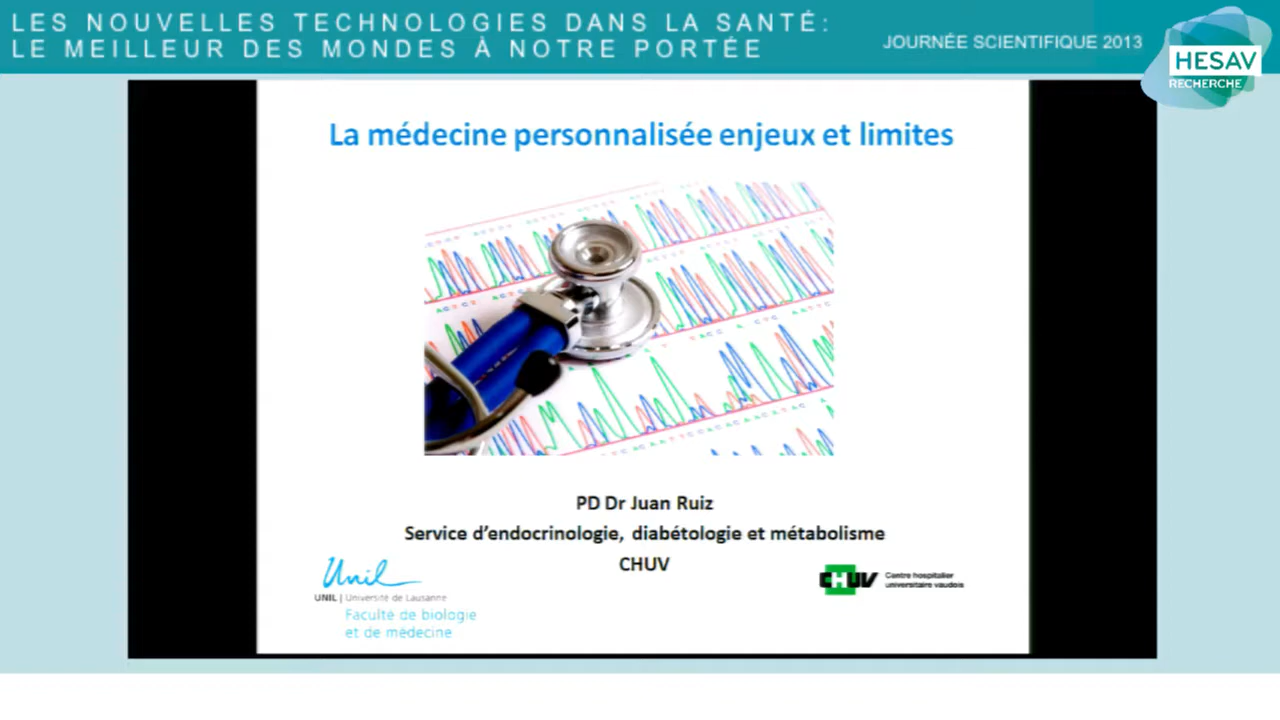 LES NOUVELLES TECHNOLOGIES DANS LA SANTÉ:
LE MEILLEUR DES MONDES À NOTRE PORTÉE
JOURNÉE SCIENTIFIQUE 2013
HESAV
RECHERCHE
La médecine personnalisée enjeux et limites
PD Dr Juan Ruiz
Service d'endocrinologie, diabétologie et métabolisme
CHUV
Unil
UNIL | Université de Lausanne
Faculté de biologie
et de médecine
CHUV
Centre hospitalier
universitaire vaudois